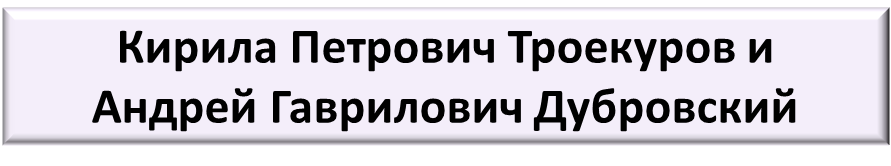 Кирила Петрович Троекуров и
Андрей Гаврилович Дубровский